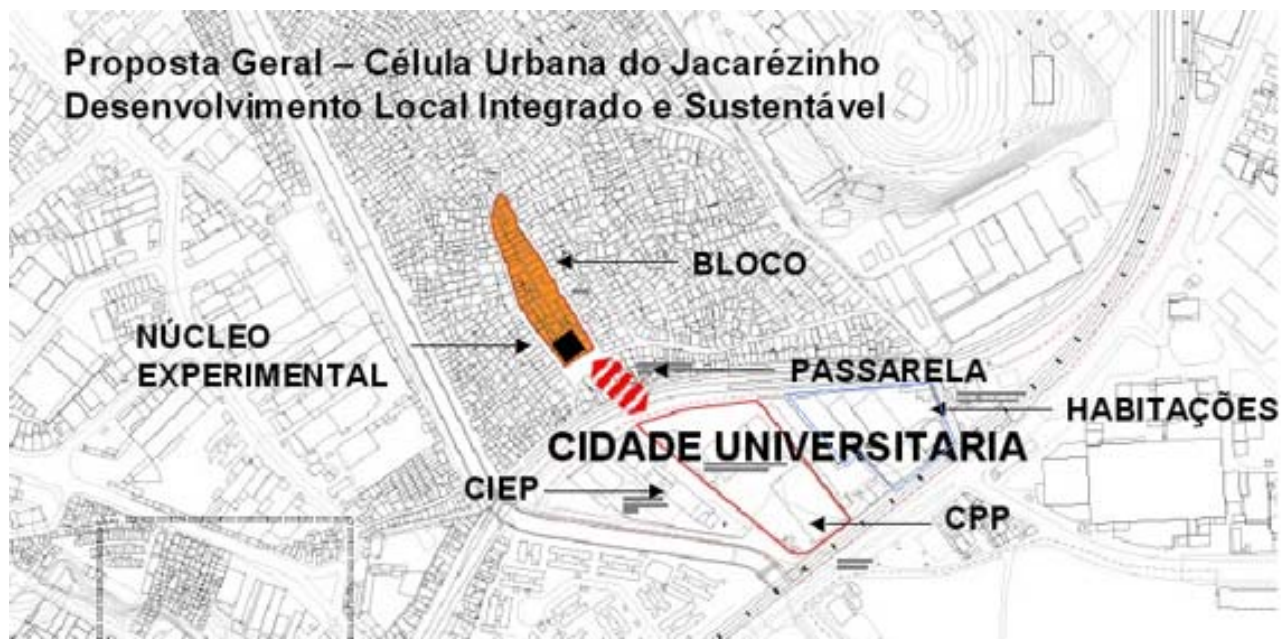 Proposta Geral – Célula Urbana do Jacarézinho
Desenvolvimento Local Integrado e Sustentável
BLOCO
NÚCLEO
EXPERIMENTAL
PASSARELA
HABITAÇÕES
CIDADE UNIVERSITARIA
CIEP
CPP